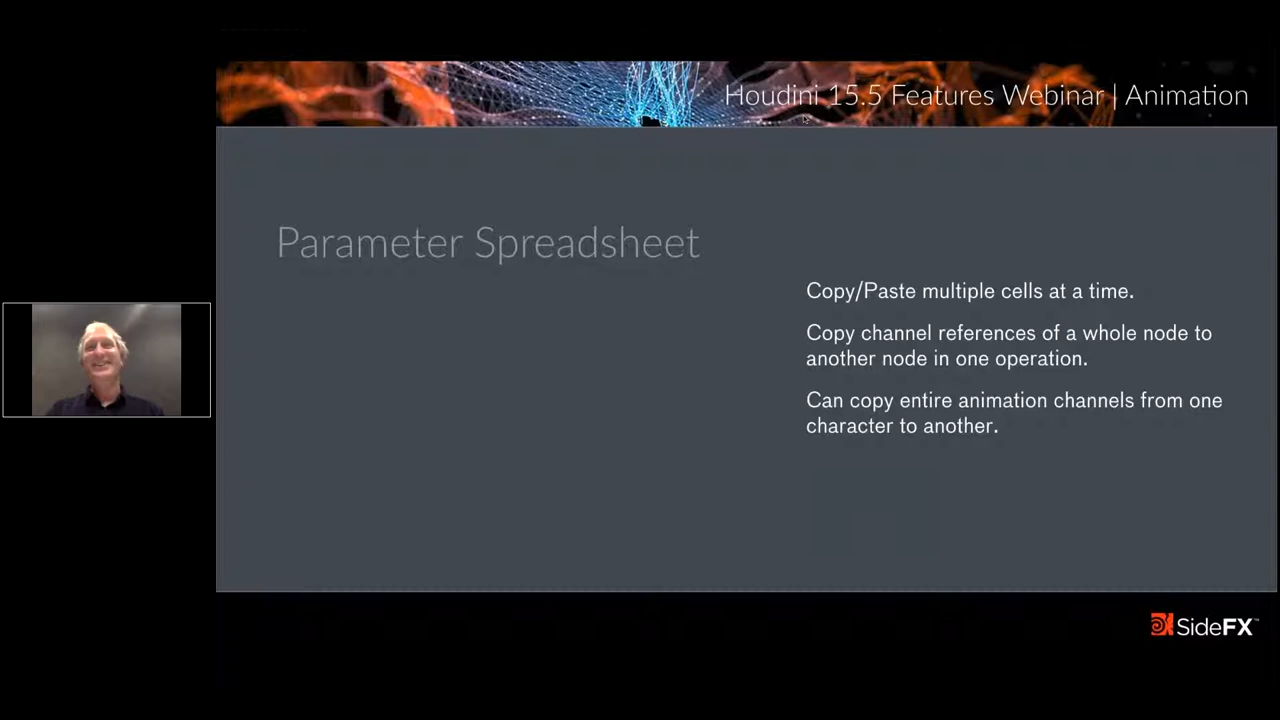 Houdini 15.5 Features Webinar | Animation
Parameter Spreadsheet
Copy/Paste multiple cells at a time.
Copy channel references of a whole node to
another node in one operation.
Can copy entire animation channels from one
character to another.
SideFX™